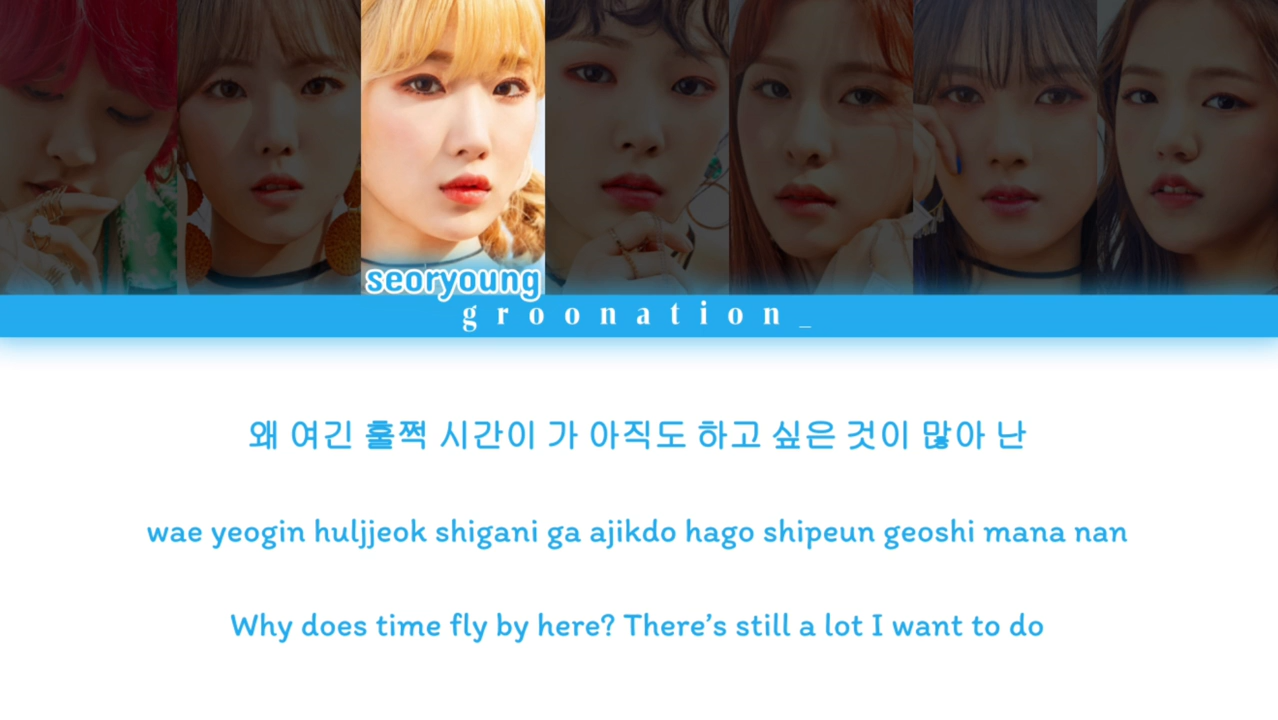 seoryoung
groonation_
왜 여긴 훌쩍 시간이 가 아직도 하고 싶은 것이 많아 난
wae yeogin huljjeok shigani ga ajikdo hago shipeun geoshi mana nan
Why does time fly by here? There’s still a lot I want to do